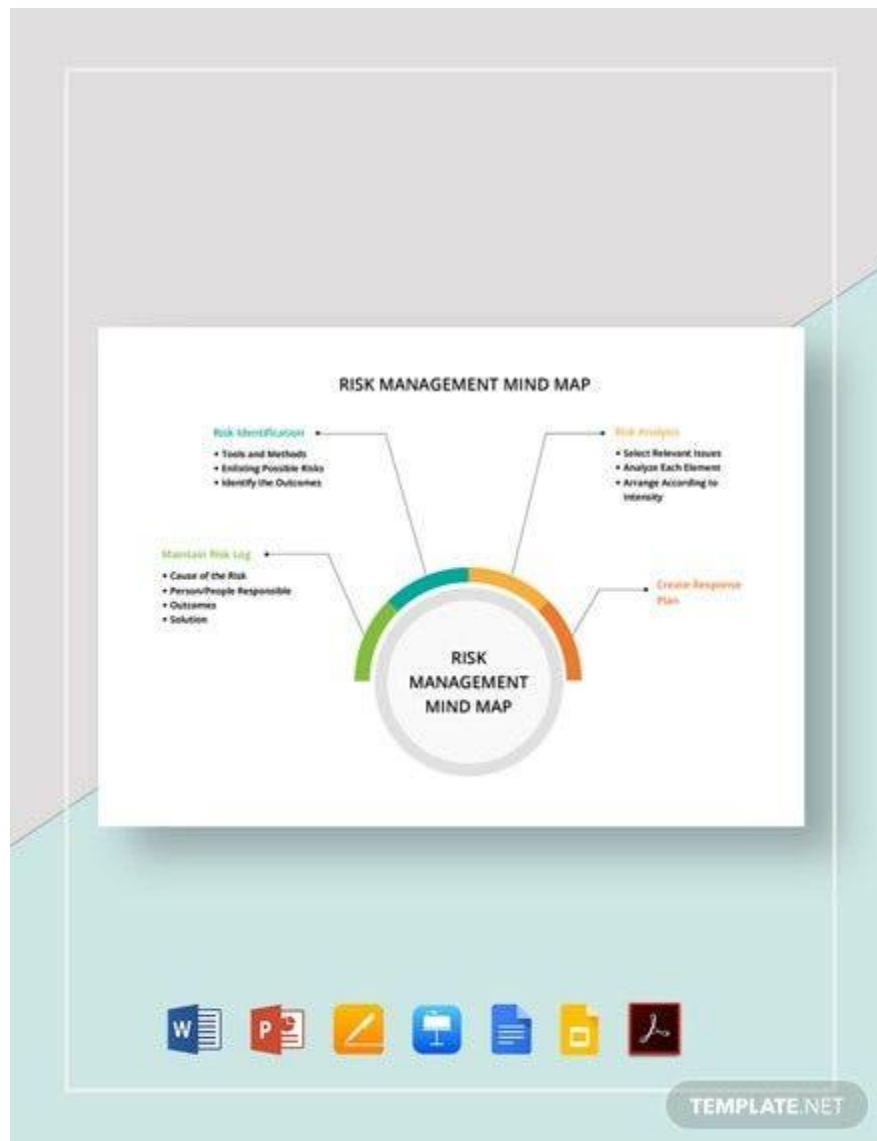 RISK MANAGEMENT MIND MAP
Risk Identification
• Tools and Methods
• Enlisting Possible Risks
• Identify the Outcomes
Risk Analysis
• Select Relevant Issues
• Analyze Each Element
• Arrange According to
Intensity
Maintain Risk Log
• Cause of the Risk
• Person/People Responsible
• Outcomes
• Solution
Create Response
Plan
RISK
MANAGEMENT
MIND MAP
W
P
TEMPLATE.NET